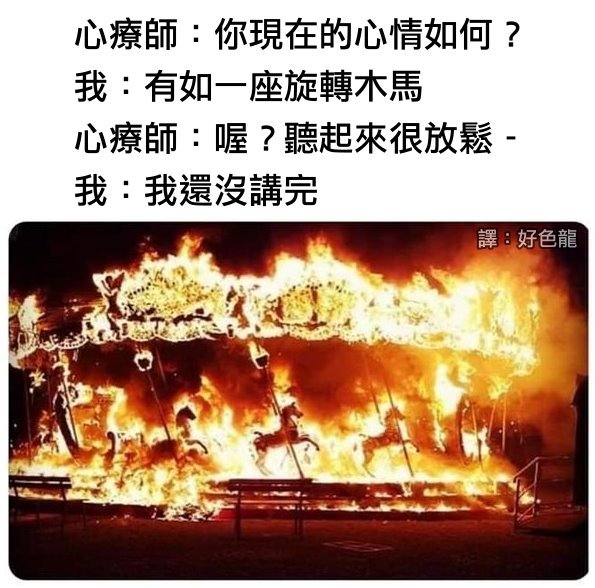 心療師：你現在的心情如何？
我：有如一座旋轉木馬
心療師：喔？聽起來很放鬆－
我：我還沒講完
譯：好色龍